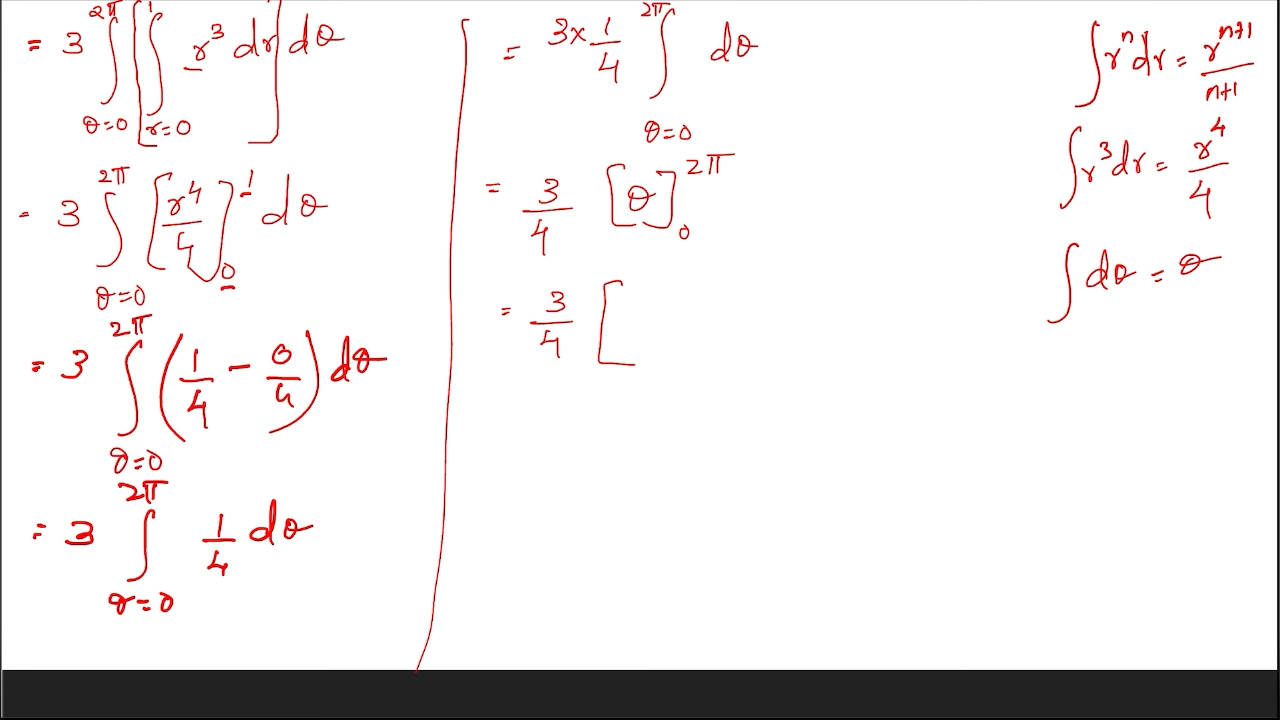 = 3 ∫_{θ=0}^{2π} [ ∫_{r=0}^{1} r³ dr ] dθ
= 3 ∫_{θ=0}^{2π} [ r⁴/4 ]_0^1 dθ
= 3 ∫_{θ=0}^{2π} ( 1/4 - 0/4 ) dθ
= 3 ∫_{θ=0}^{2π} 1/4 dθ
= 3×1/4 ∫_{θ=0}^{2π} dθ
= 3/4 [θ]_0^{2π}
= 3/4 [
∫ rⁿ dr = r^{n+1}/n+1
∫ r³ dr = r⁴/4
∫ dθ = θ